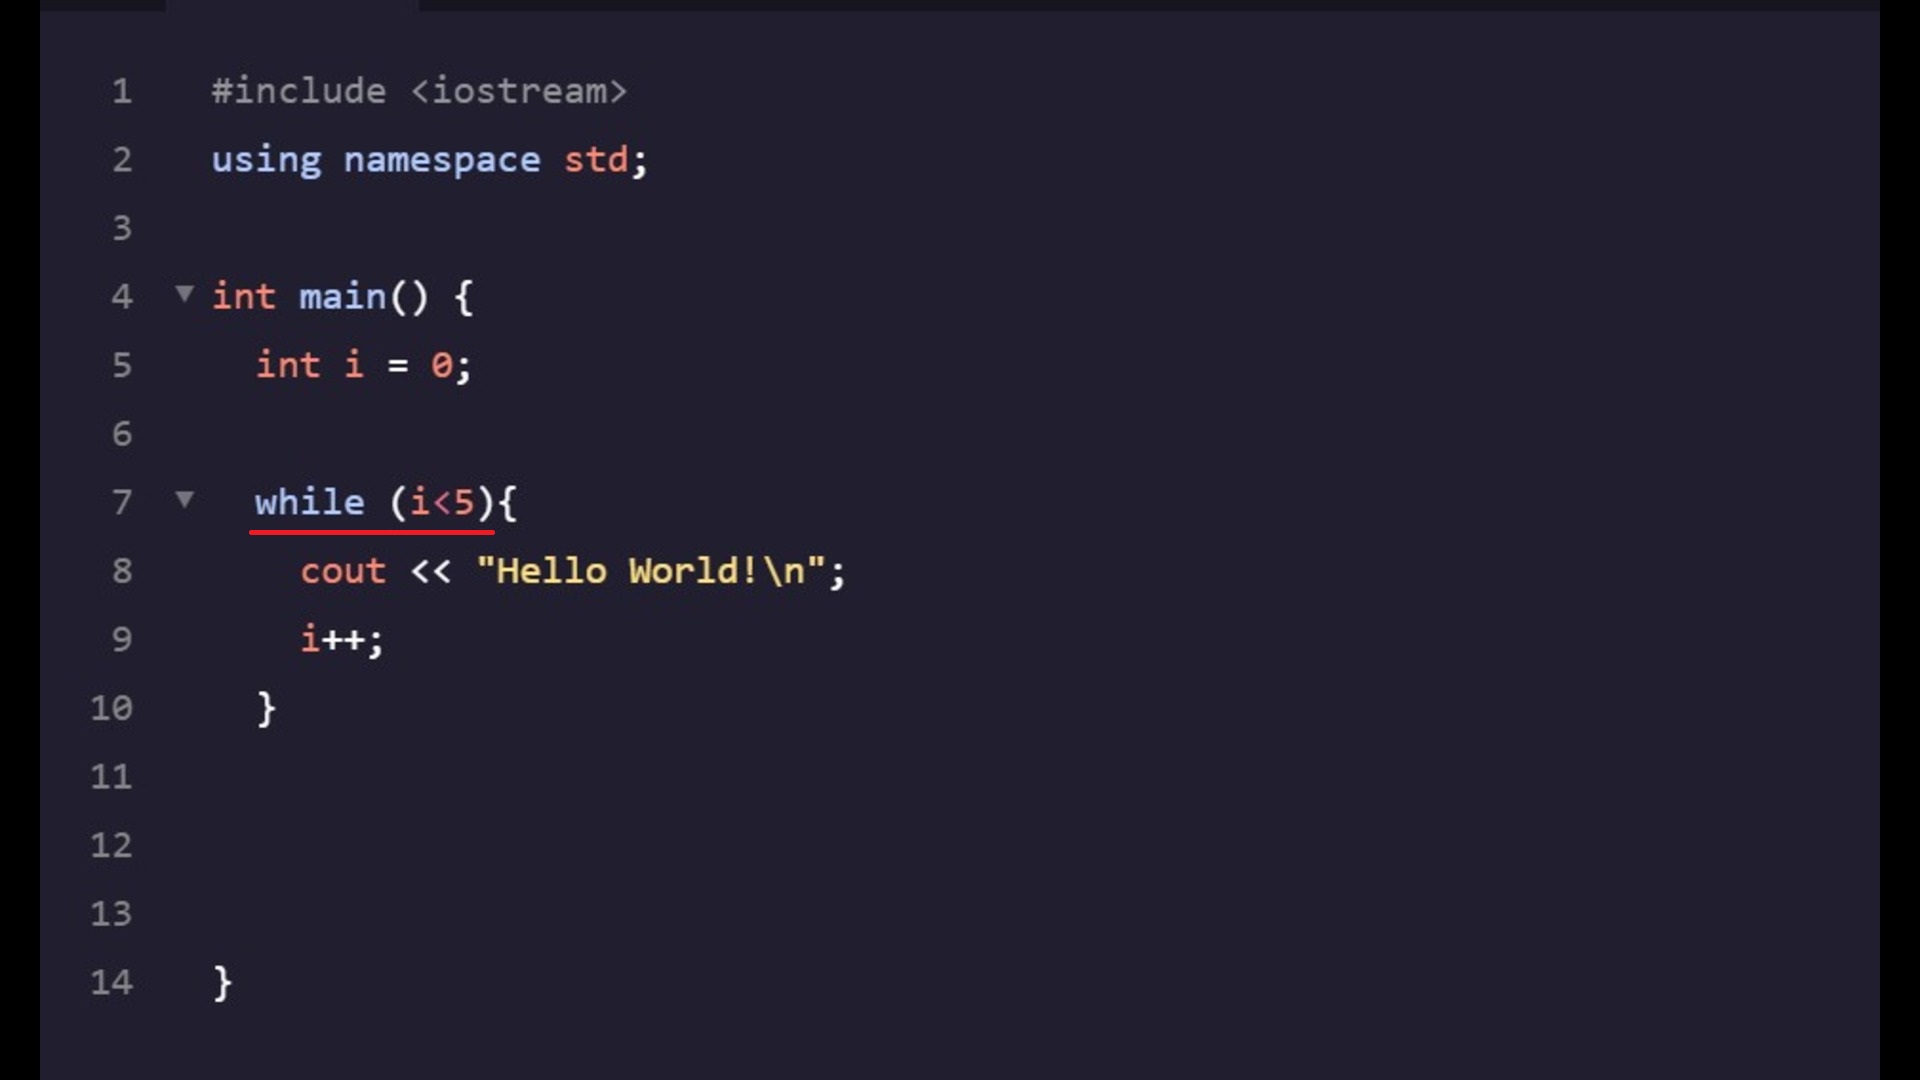 1 #include <iostream>
2 using namespace std;
3
4 ▼ int main() {
5 int i = 0;
6
7 ▼ while (i<5){
8 cout << "Hello World!\n";
9 i++;
10 }
11
12
13
14 }